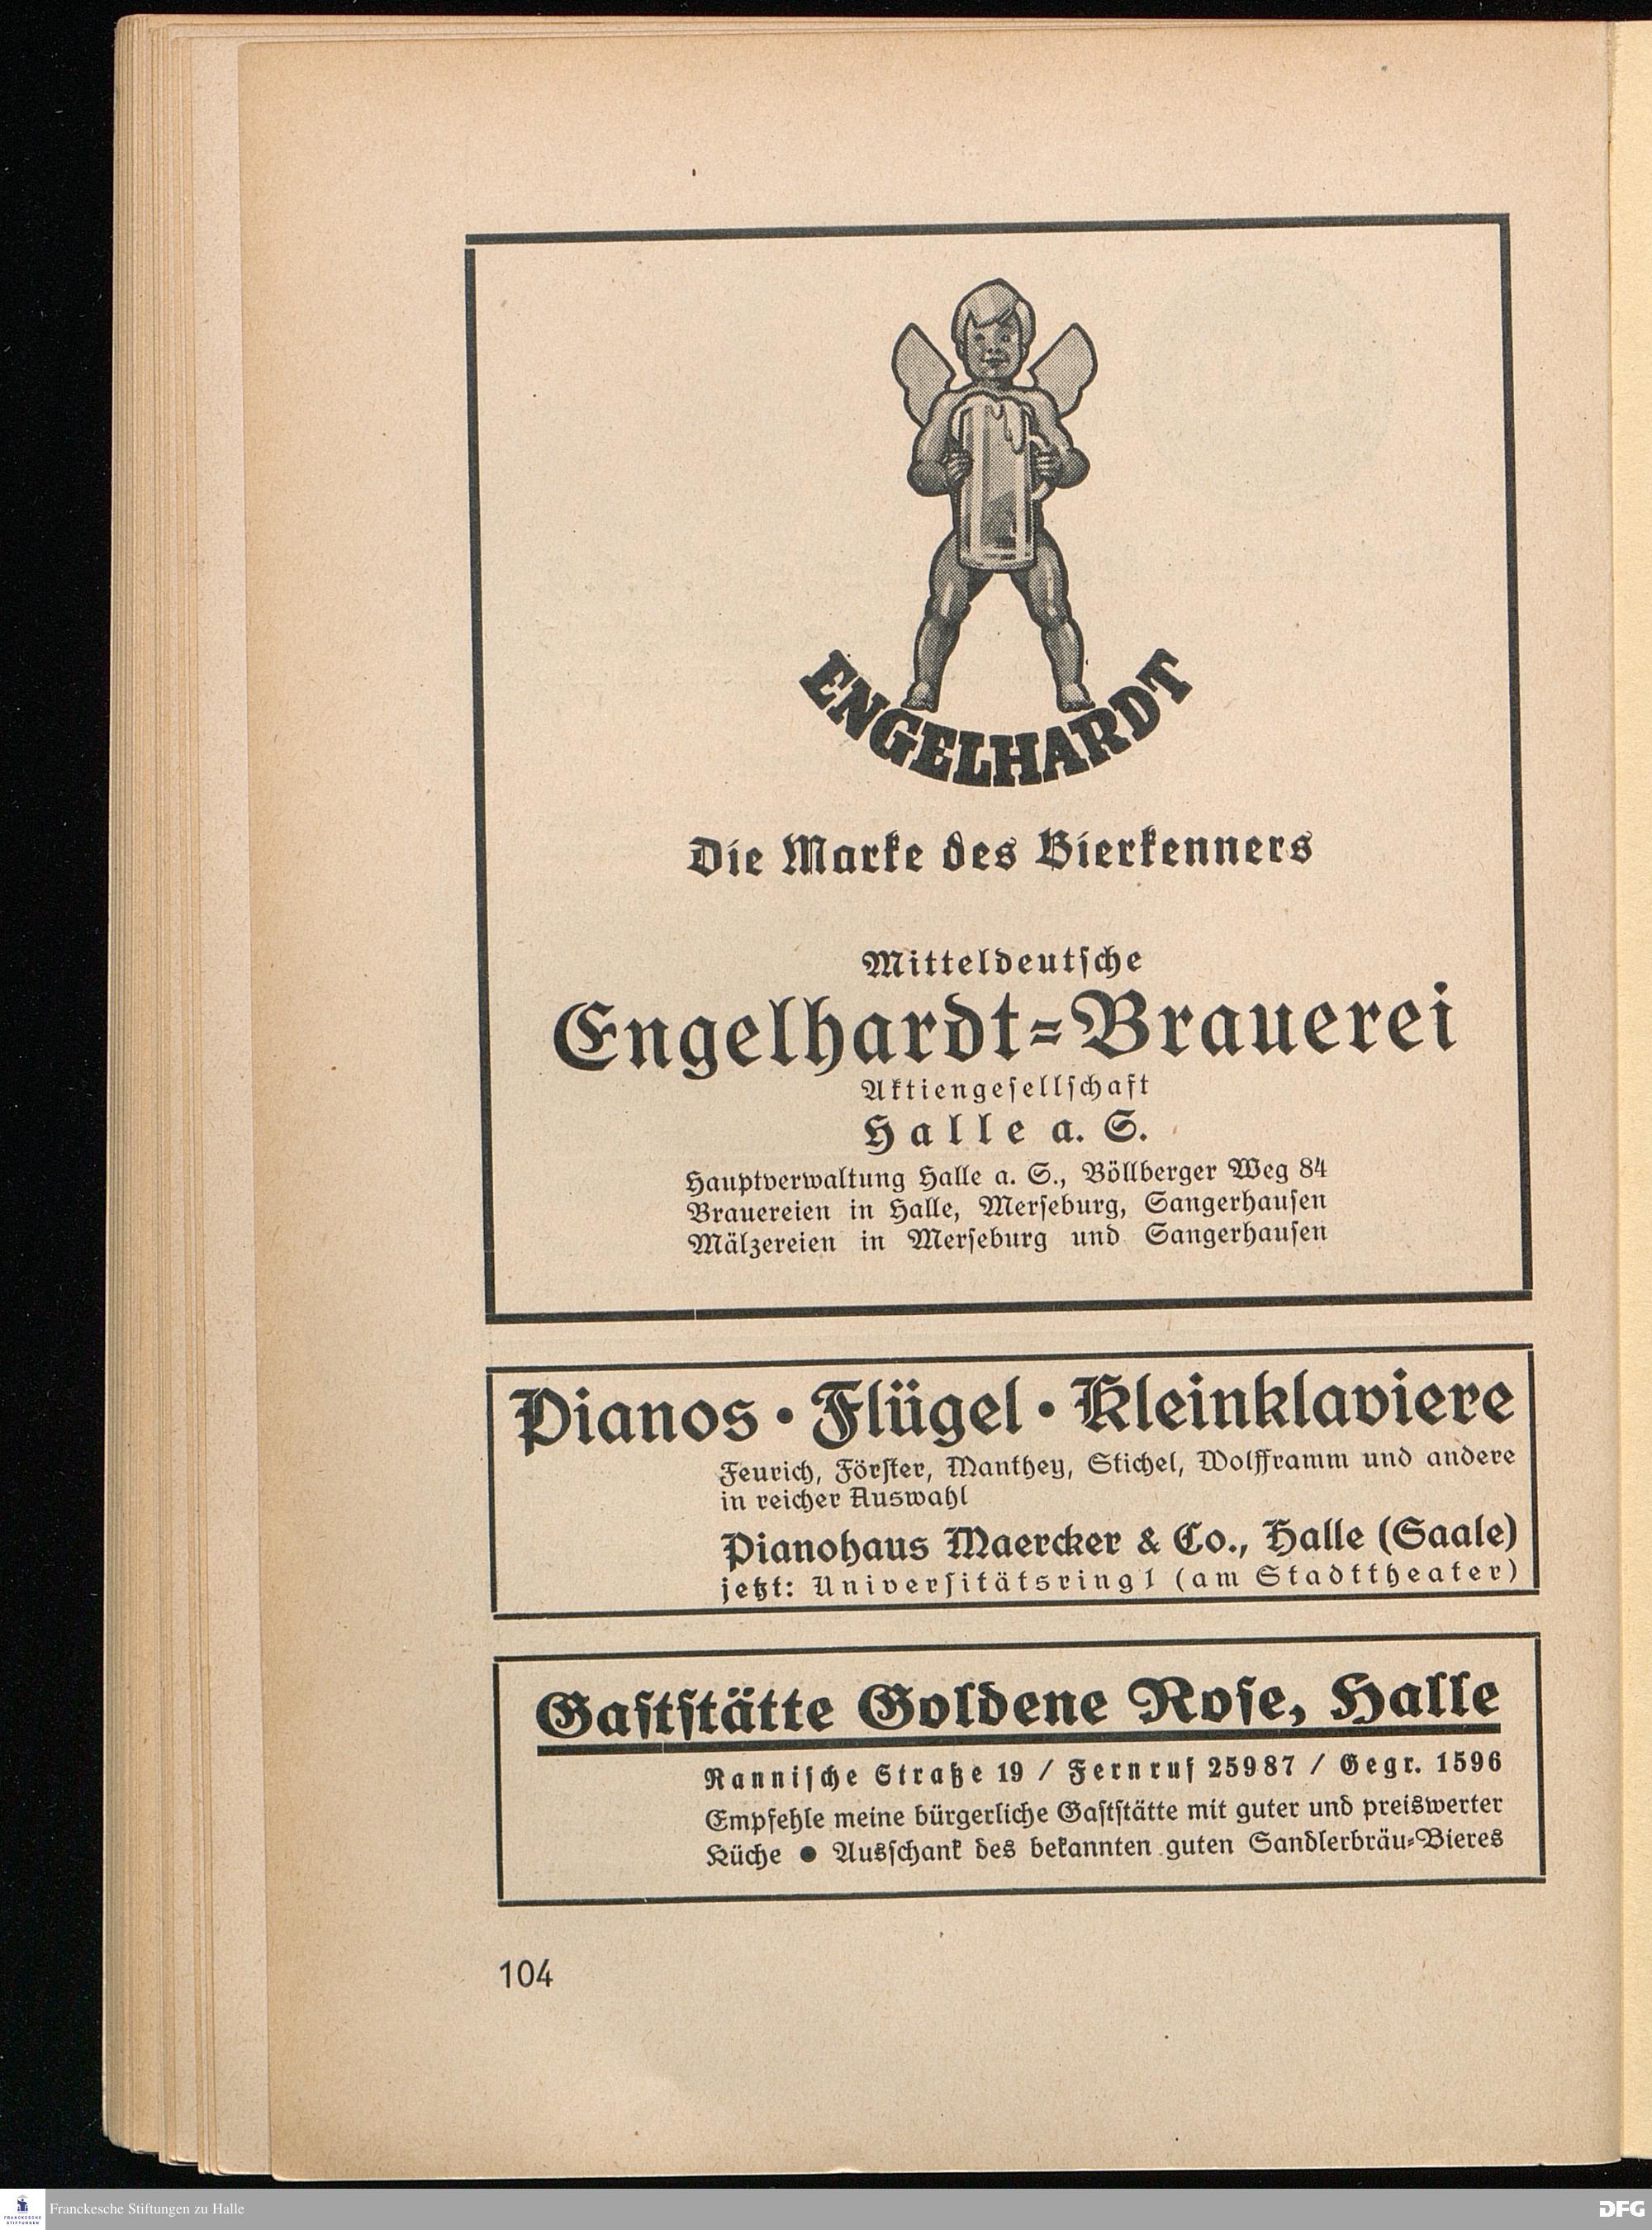 ENGELHARDT
Die Marke des Bierkenners
Mitteldeutsche
Engelhardt=Brauerei
Aktiengesellschaft
Halle a. S.
Hauptverwaltung Halle a. S., Böllberger Weg 84
Brauereien in Halle, Merseburg, Sangerhausen
Mälzereien in Merseburg und Sangerhausen
Pianos • Flügel • Kleinklaviere
Feurich, Förster, Manthey, Stichel, Wolfframm und andere
in reicher Auswahl
Pianohaus Maercker & Co., Halle (Saale)
jetzt: Universitätsring 1 (am Stadttheater)
Gaststätte Goldene Rose, Halle
Rannische Straße 19 / Fernruf 25987 / Gegr. 1596
Empfehle meine bürgerliche Gaststätte mit guter und preiswerter
Küche ● Ausschank des bekannten guten Sandlerbräu=Bieres
104
FRANCKESCHE
STIFTUNGEN
Franckesche Stiftungen zu Halle
DFG